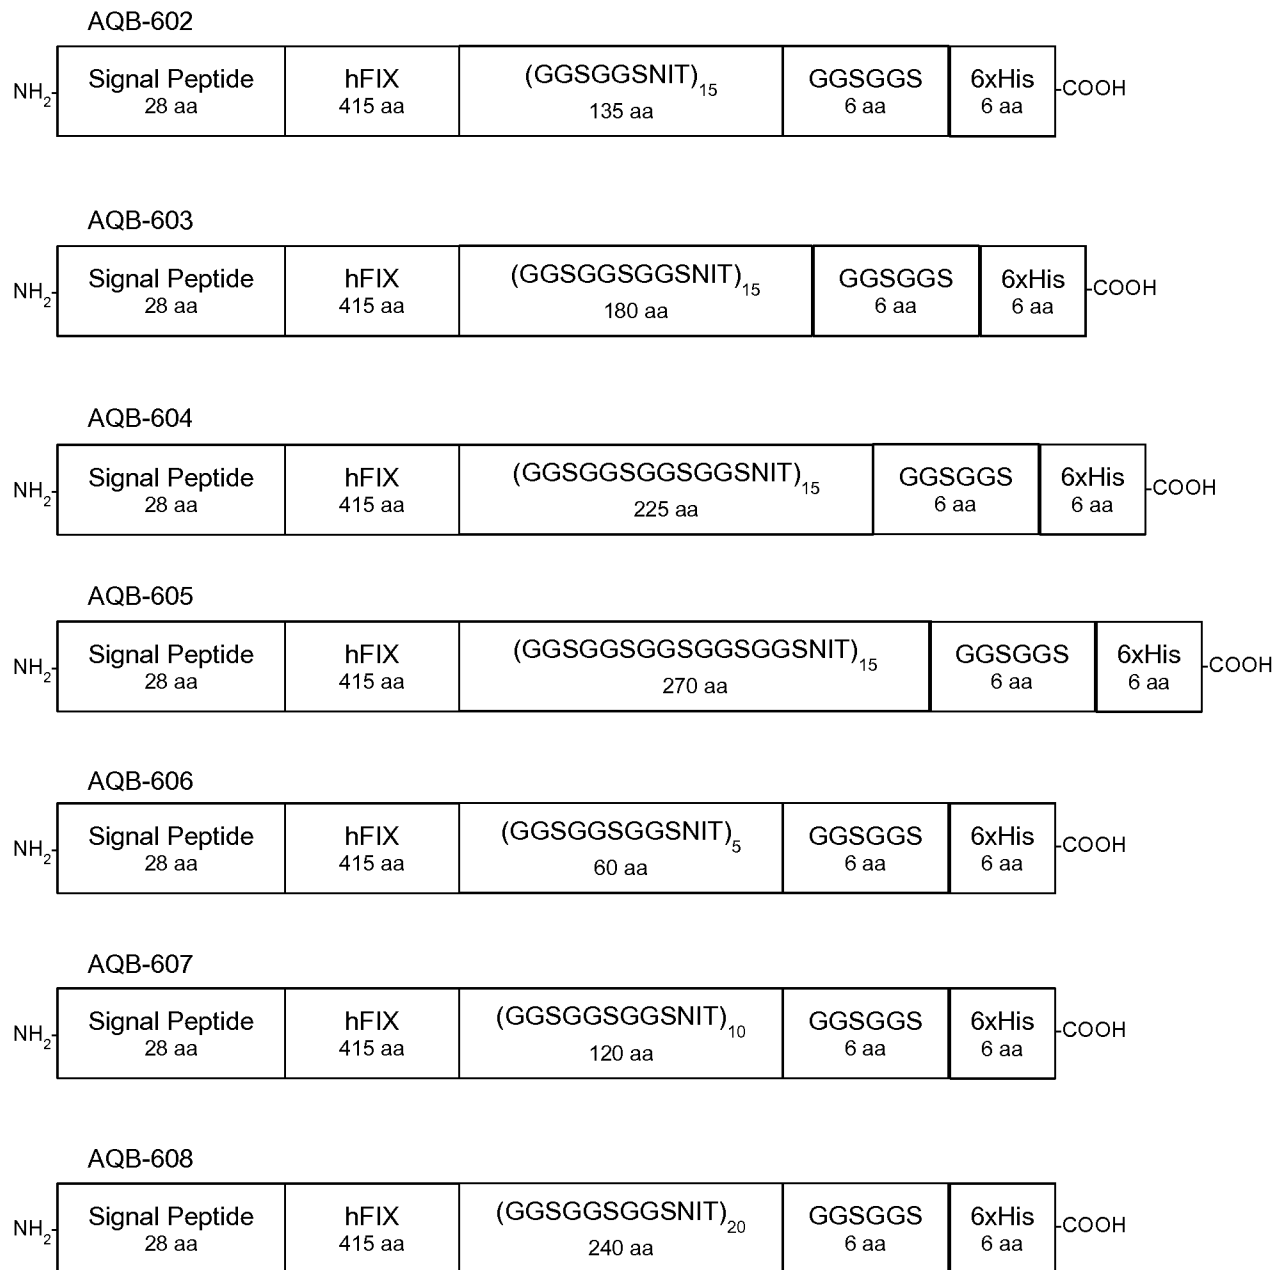 AQB-602
NH2 Signal Peptide hFIX (GGSGGSNIT)15 GGSGGS 6xHis COOH
28 aa 415 aa 135 aa 6 aa 6 aa
AQB-603
NH2 Signal Peptide hFIX (GGSGGSGGSNIT)15 GGSGGS 6xHis COOH
28 aa 415 aa 180 aa 6 aa 6 aa
AQB-604
NH2 Signal Peptide hFIX (GGSGGSGGSGGSNIT)15 GGSGGS 6xHis COOH
28 aa 415 aa 225 aa 6 aa 6 aa
AQB-605
NH2 Signal Peptide hFIX (GGSGGSGGSGGSGGSNIT)15 GGSGGS 6xHis COOH
28 aa 415 aa 270 aa 6 aa 6 aa
AQB-606
NH2 Signal Peptide hFIX (GGSGGSGGSNIT)5 GGSGGS 6xHis COOH
28 aa 415 aa 60 aa 6 aa 6 aa
AQB-607
NH2 Signal Peptide hFIX (GGSGGSGGSNIT)10 GGSGGS 6xHis COOH
28 aa 415 aa 120 aa 6 aa 6 aa
AQB-608
NH2 Signal Peptide hFIX (GGSGGSGGSNIT)20 GGSGGS 6xHis COOH
28 aa 415 aa 240 aa 6 aa 6 aa